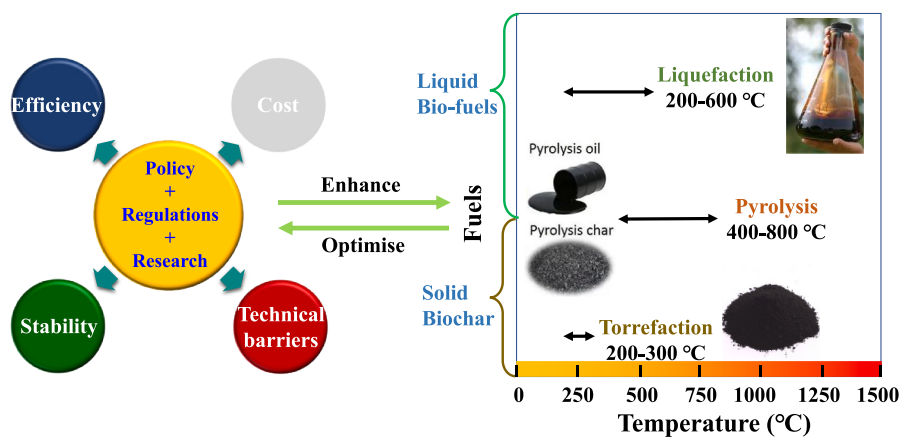 Efficiency
Cost
Policy
+
Regulations
+
Research
Stability
Technical
barriers
Enhance
Optimise
Fuels
Liquid
Bio-fuels
Solid
Biochar
Liquefaction
200-600 ℃
Pyrolysis oil
Pyrolysis char
Pyrolysis
400-800 ℃
Torrefaction
200-300 ℃
0 250 500 750 1000 1250 1500
Temperature (℃)